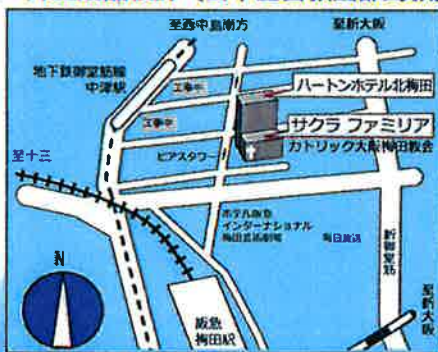 至西中島南方
至新大阪
地下鉄御堂筋線
中津駅
工事中
ハートンホテル北梅田
工事中
サクラ ファミリア
カトリック大阪梅田教会
至十三
ピアスタワー
ホテル阪急
インターナショナル
梅田芸術劇場
毎日放送
新御堂筋
N
至新大阪
阪急
梅田駅